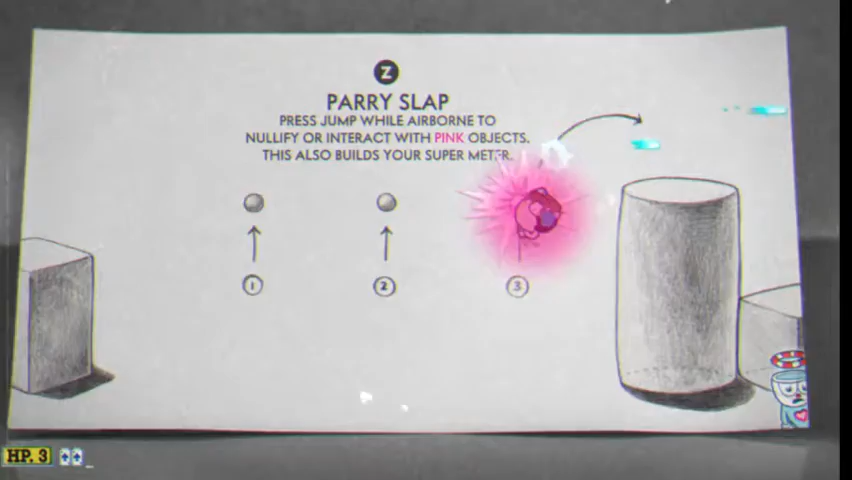 Z
PARRY SLAP
PRESS JUMP WHILE AIRBORNE TO
NULLIFY OR INTERACT WITH PINK OBJECTS.
THIS ALSO BUILDS YOUR SUPER METER.
1 2 3
HP. 3